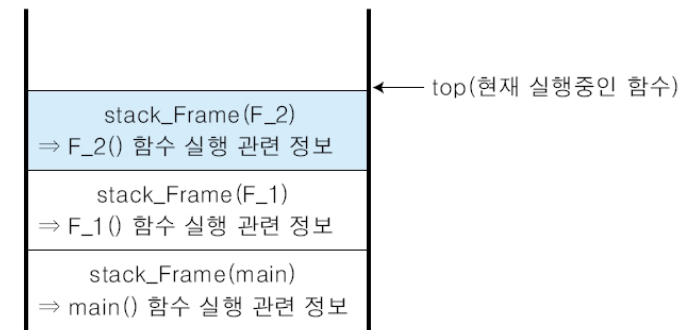 top(현재 실행중인 함수)
stack_Frame(F_2)
⇒ F_2() 함수 실행 관련 정보
stack_Frame(F_1)
⇒ F_1() 함수 실행 관련 정보
stack_Frame(main)
⇒ main() 함수 실행 관련 정보